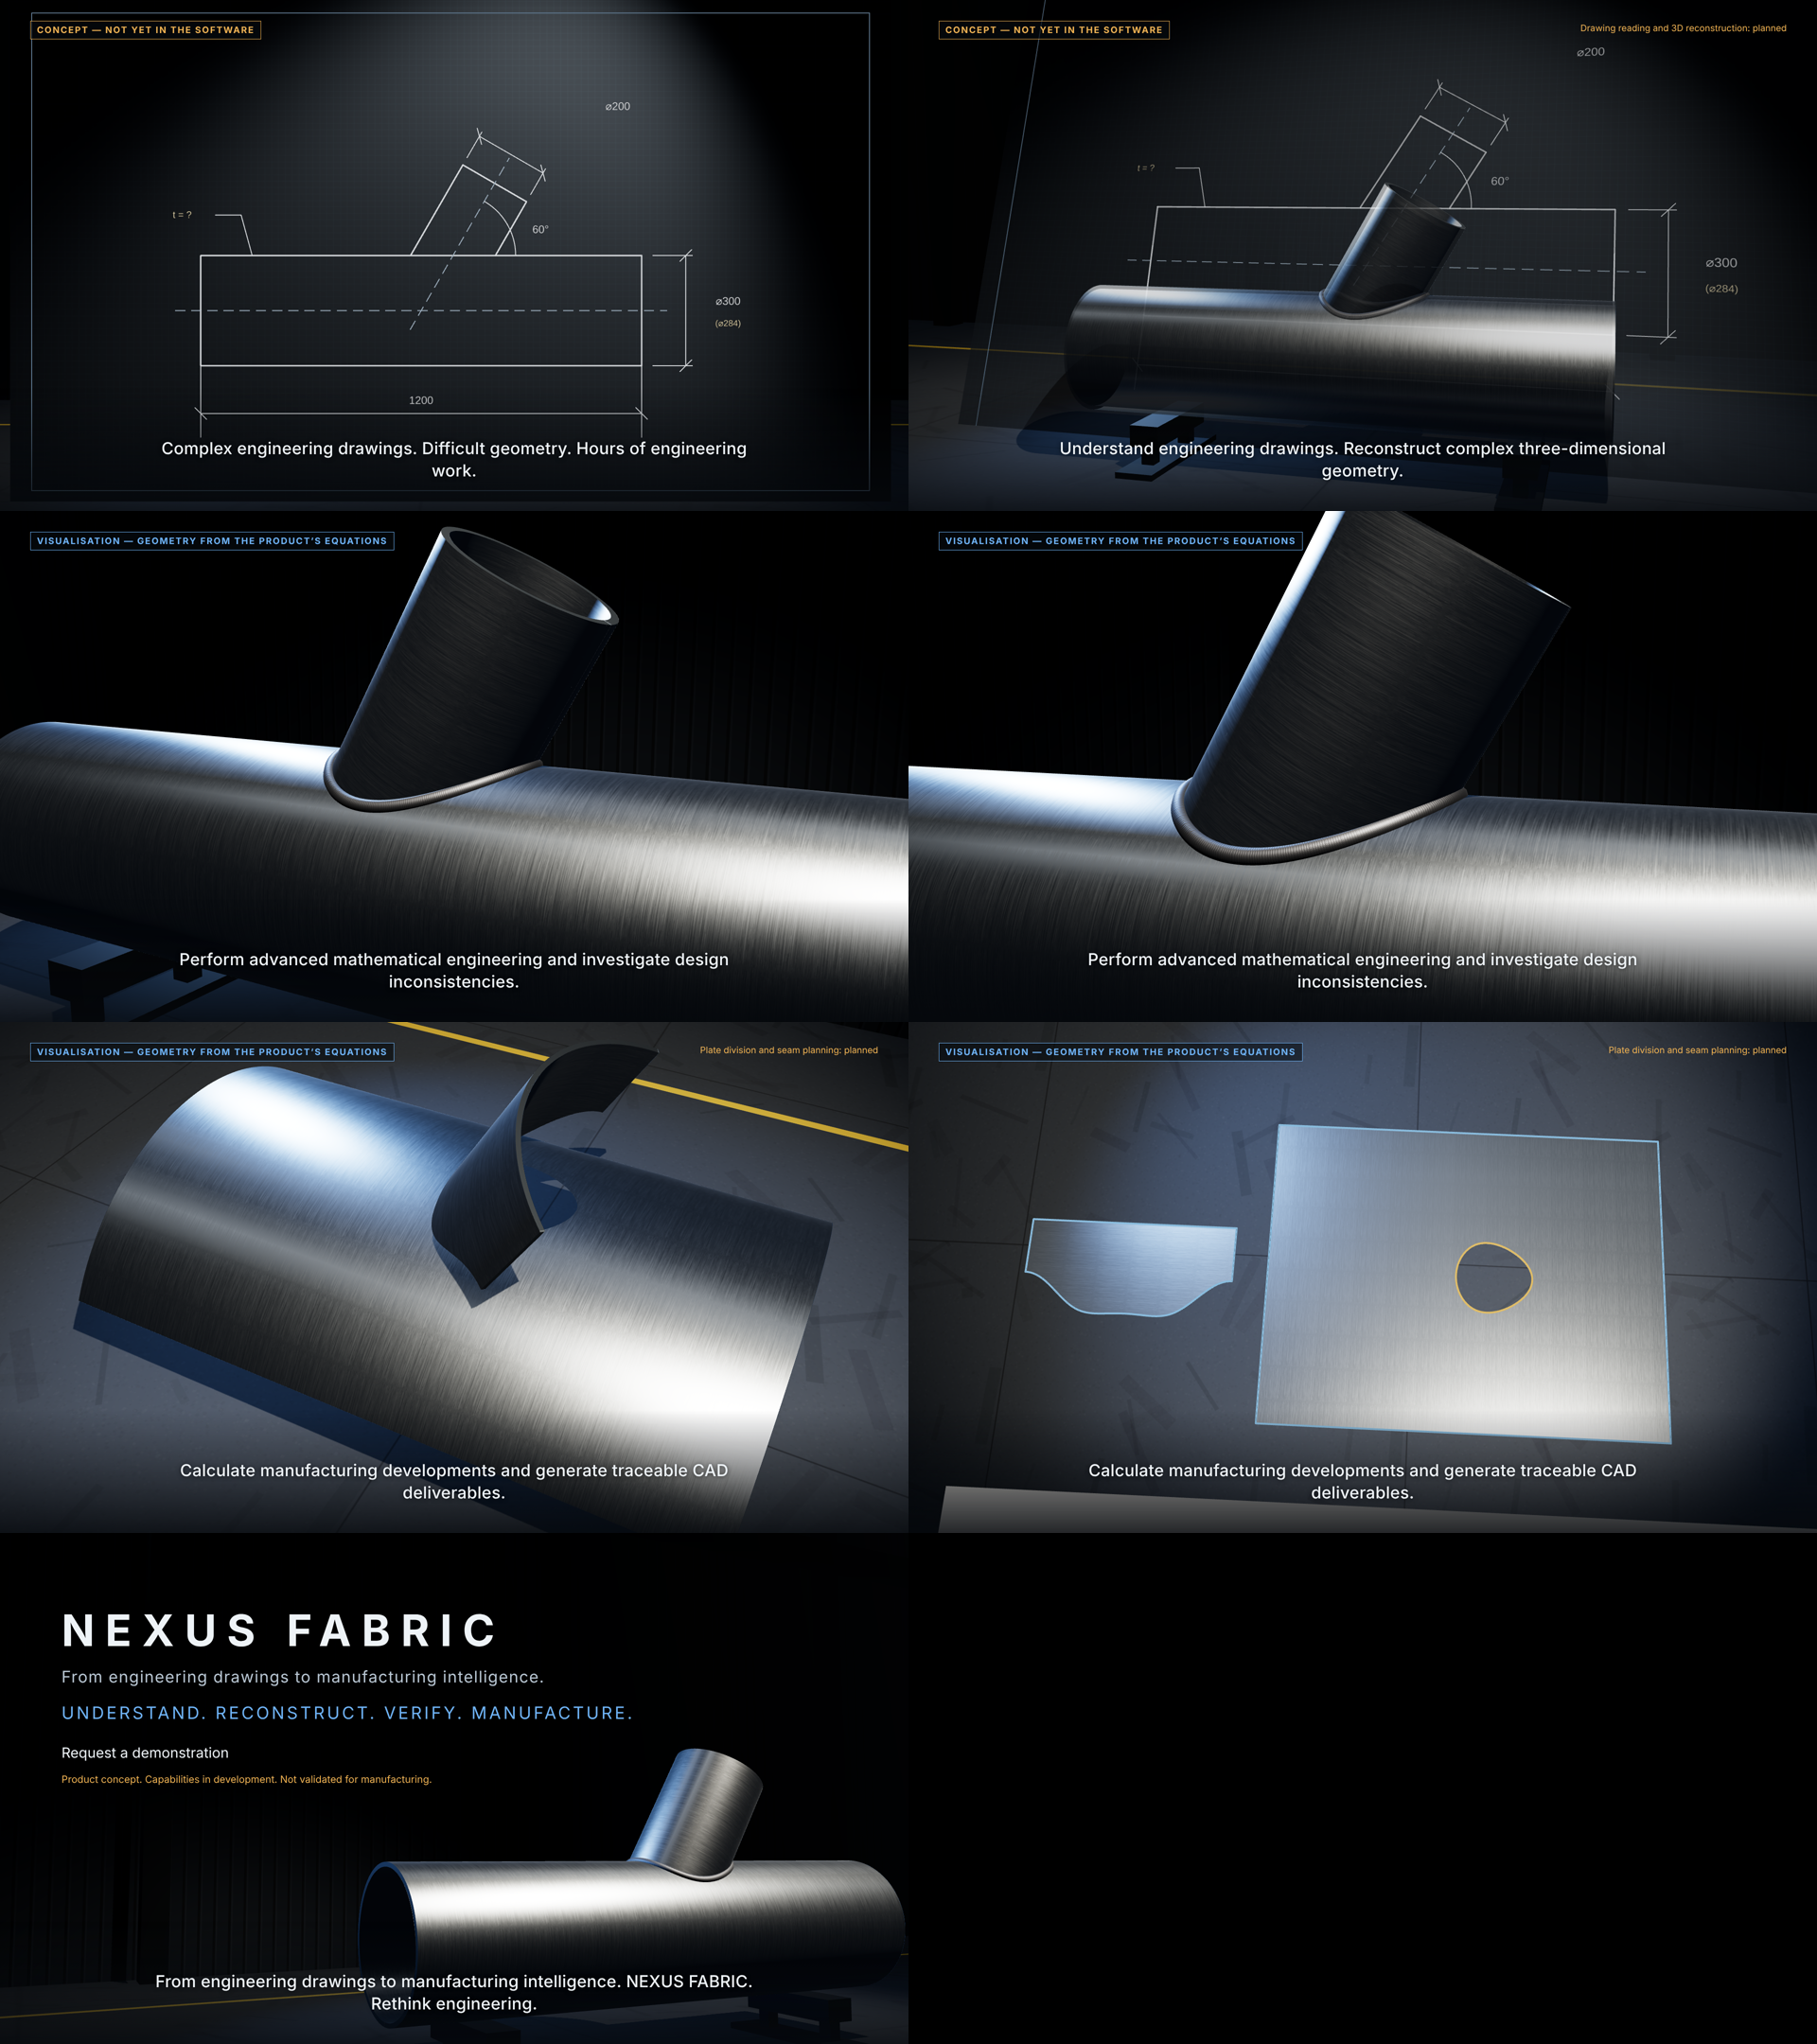 CONCEPT — NOT YET IN THE SOFTWARE
⌀200
t = ?
60°
⌀300
(⌀284)
1200
Complex engineering drawings. Difficult geometry. Hours of engineering
work.
CONCEPT — NOT YET IN THE SOFTWARE
Drawing reading and 3D reconstruction: planned
⌀200
t = ?
60°
⌀300
(⌀284)
Understand engineering drawings. Reconstruct complex three-dimensional
geometry.
VISUALISATION — GEOMETRY FROM THE PRODUCT'S EQUATIONS
Perform advanced mathematical engineering and investigate design
inconsistencies.
VISUALISATION — GEOMETRY FROM THE PRODUCT'S EQUATIONS
Perform advanced mathematical engineering and investigate design
inconsistencies.
VISUALISATION — GEOMETRY FROM THE PRODUCT'S EQUATIONS
Plate division and seam planning: planned
Calculate manufacturing developments and generate traceable CAD
deliverables.
VISUALISATION — GEOMETRY FROM THE PRODUCT'S EQUATIONS
Plate division and seam planning: planned
Calculate manufacturing developments and generate traceable CAD
deliverables.
NEXUS FABRIC
From engineering drawings to manufacturing intelligence.
UNDERSTAND. RECONSTRUCT. VERIFY. MANUFACTURE.
Request a demonstration
Product concept. Capabilities in development. Not validated for manufacturing.
From engineering drawings to manufacturing intelligence. NEXUS FABRIC.
Rethink engineering.